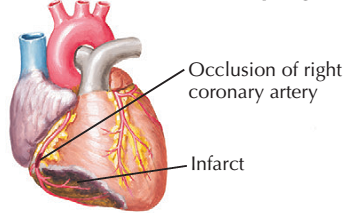 Occlusion of right
coronary artery
Infarct